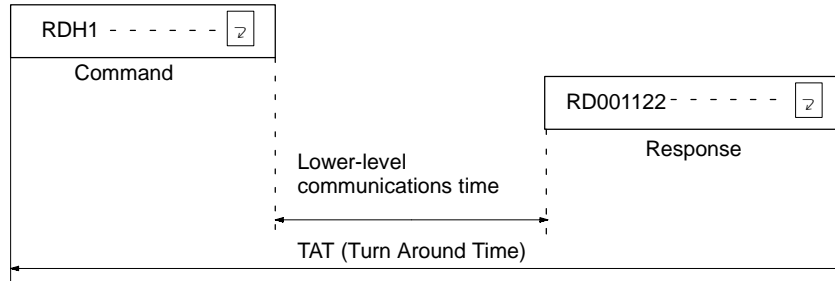 RDH1 - - - - - - ↵
Command
RD001122- - - - - - ↵
Response
Lower-level
communications time
TAT (Turn Around Time)